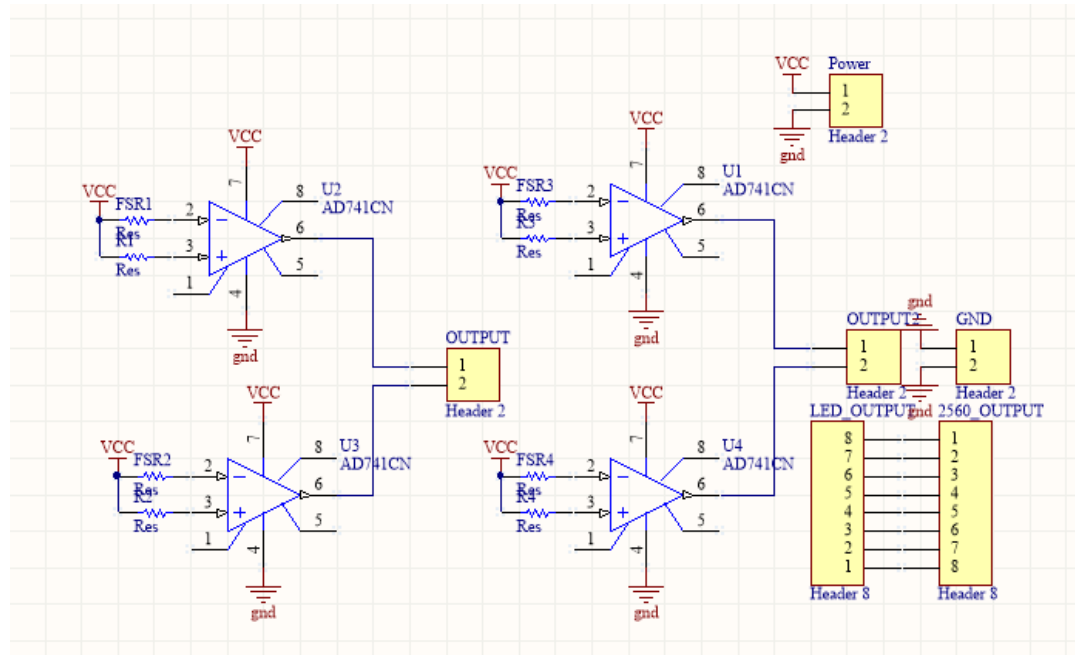 VCC
Power
1
2
Header 2
gnd
VCC
7
8
U2
AD741CN
VCC
FSR1
Res
2
R1
Res
3
6
5
1
4
gnd
VCC
7
8
U1
AD741CN
VCC
FSR3
Res
2
R3
Res
3
6
5
1
4
gnd
OUTPUT
1
2
Header 2
gnd
OUTPUT2
1
2
Header 2
GND
1
2
Header 2
gnd
VCC
7
8
U3
AD741CN
VCC
FSR2
Res
2
R2
Res
3
6
5
1
4
gnd
VCC
7
8
U4
AD741CN
VCC
FSR4
Res
2
R4
Res
3
6
5
1
4
gnd
LED_OUTPUT
8
7
6
5
4
3
2
1
Header 8
2560_OUTPUT
1
2
3
4
5
6
7
8
Header 8